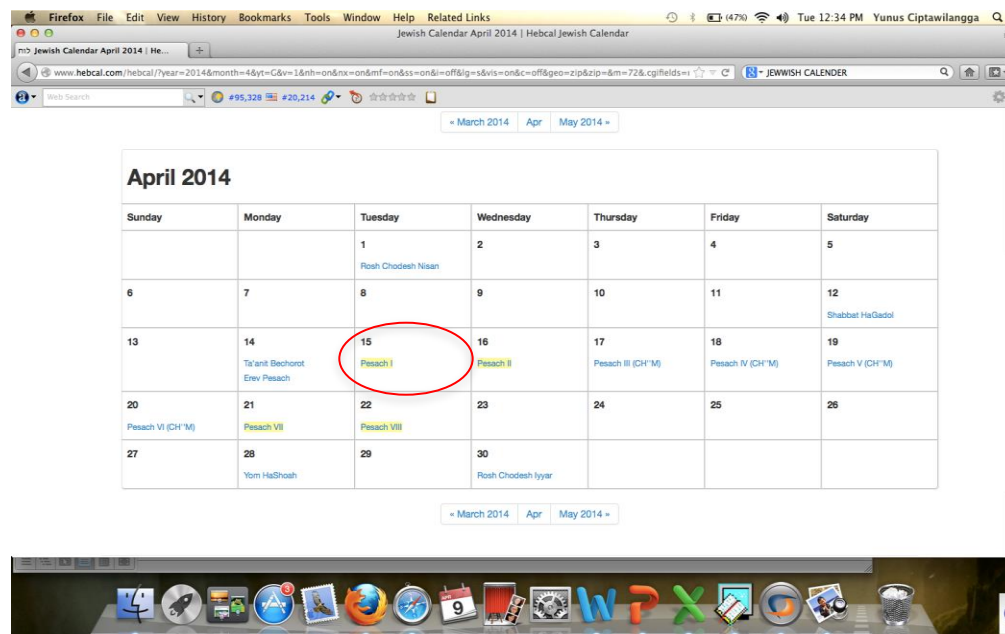 Firefox File Edit View History Bookmarks Tools Window Help Related Links (47%) Tue 12:34 PM Yunus Ciptawilangga
Jewish Calendar April 2014 | Hebcal Jewish Calendar
Jewish Calendar April 2014 | He... +
www.hebcal.com/hebcal/?year=2014&month=4&yt=G&v=1&nh=on&nx=on&mf=on&ss=on&i=off&lg=s&vis=on&c=off&geo=zip&zip=&m=72&.cgifields= JEWWISH CALENDER
Web Search #95,328 #20,214
« March 2014 Apr May 2014 »
April 2014
Sunday Monday Tuesday Wednesday Thursday Friday Saturday
1 2 3 4 5
Rosh Chodesh Nisan
6 7 8 9 10 11 12
Shabbat HaGadol
13 14 15 16 17 18 19
Ta'anit Bechorot Pesach I Pesach II Pesach III (CH''M) Pesach IV (CH''M) Pesach V (CH''M)
Erev Pesach
20 21 22 23 24 25 26
Pesach VI (CH''M) Pesach VII Pesach VIII
27 28 29 30
Yom HaShoah Rosh Chodesh Iyyar
« March 2014 Apr May 2014 »
3
9